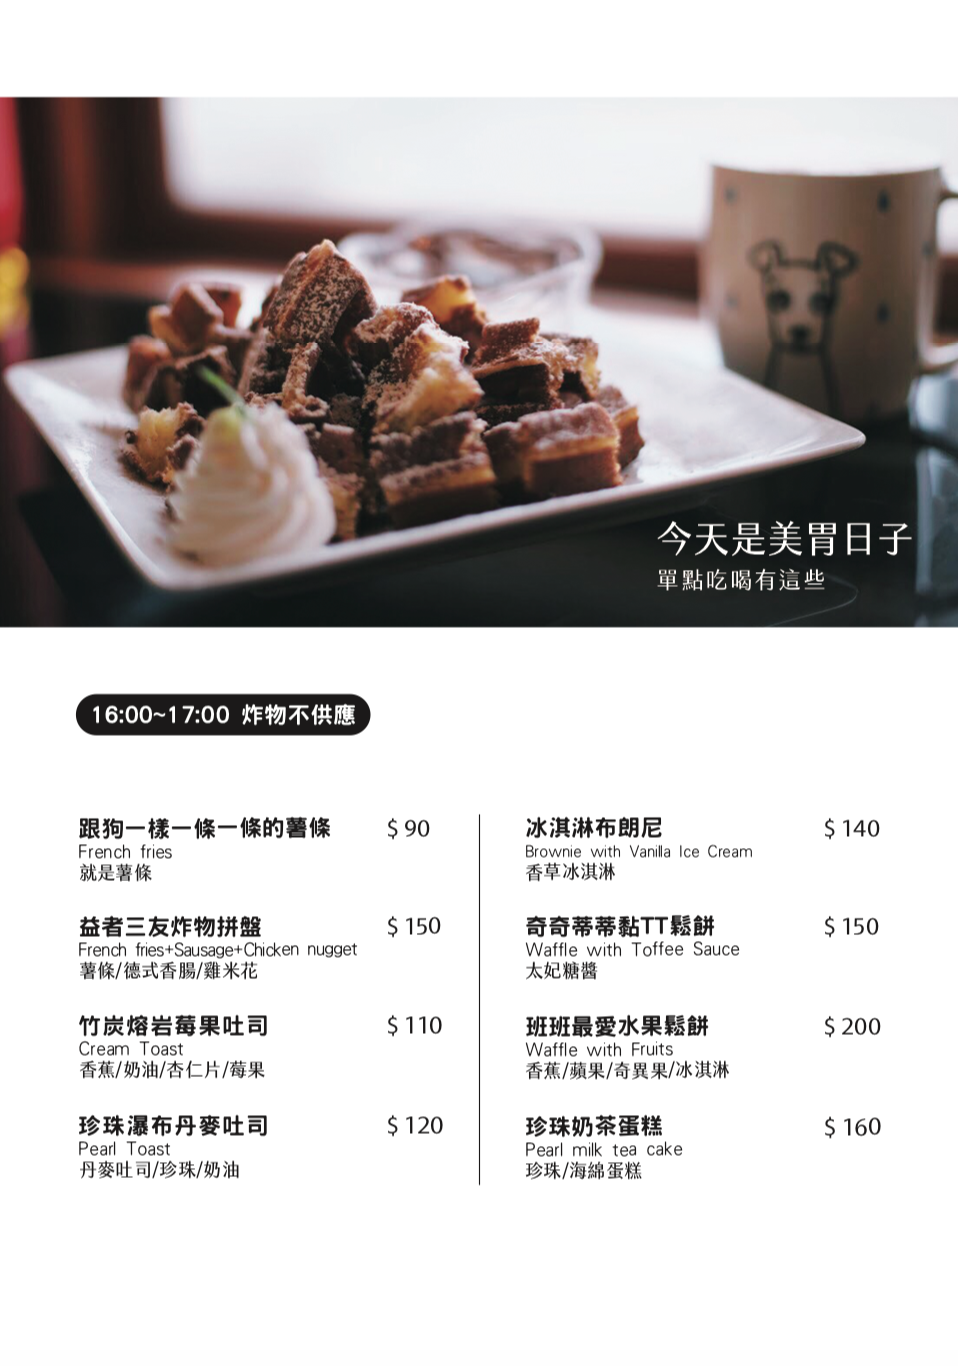 今天是美胃日子
單點吃喝有這些
16:00~17:00 炸物不供應
跟狗一樣一條一條的薯條 $ 90
French fries
就是薯條
益者三友炸物拼盤 $ 150
French fries+Sausage+Chicken nugget
薯條/德式香腸/雞米花
竹炭熔岩莓果吐司 $ 110
Cream Toast
香蕉/奶油/杏仁片/莓果
珍珠瀑布丹麥吐司 $ 120
Pearl Toast
丹麥吐司/珍珠/奶油
冰淇淋布朗尼 $ 140
Brownie with Vanilla Ice Cream
香草冰淇淋
奇奇蒂蒂黏TT鬆餅 $ 150
Waffle with Toffee Sauce
太妃糖醬
班班最愛水果鬆餅 $ 200
Waffle with Fruits
香蕉/蘋果/奇異果/冰淇淋
珍珠奶茶蛋糕 $ 160
Pearl milk tea cake
珍珠/海綿蛋糕